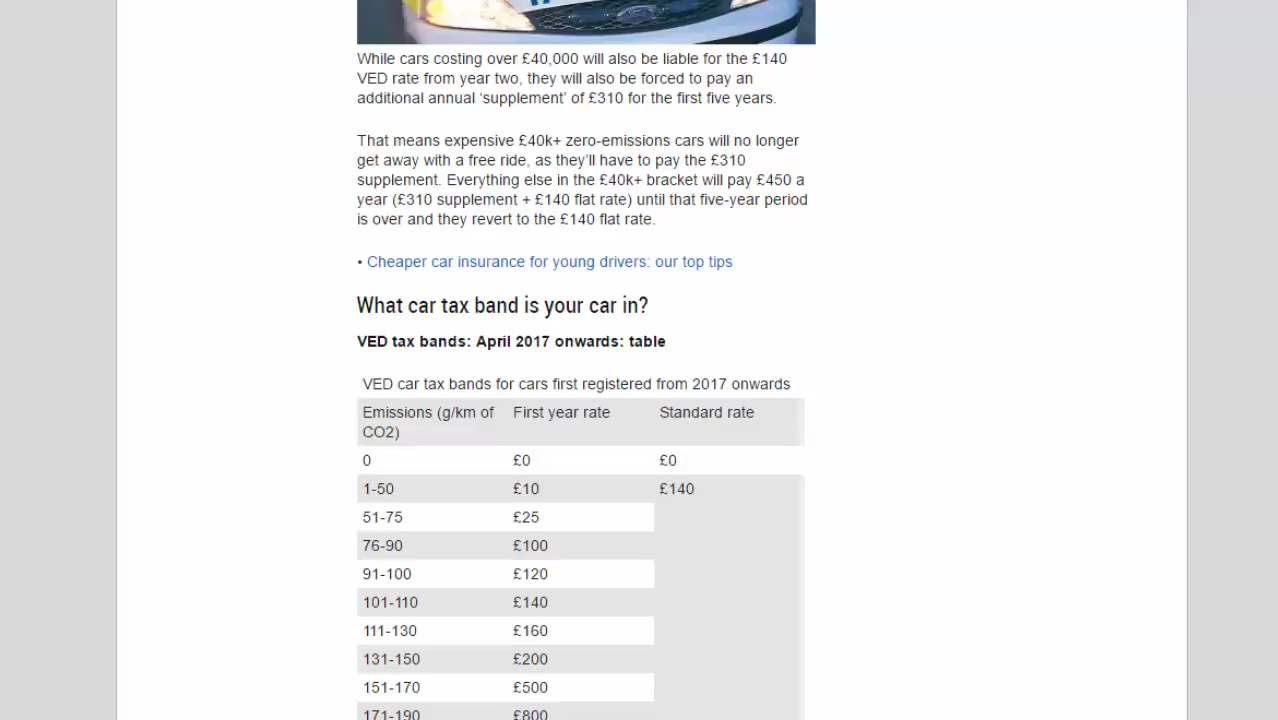 While cars costing over £40,000 will also be liable for the £140
VED rate from year two, they will also be forced to pay an
additional annual ‘supplement’ of £310 for the first five years.
That means expensive £40k+ zero-emissions cars will no longer
get away with a free ride, as they’ll have to pay the £310
supplement. Everything else in the £40k+ bracket will pay £450 a
year (£310 supplement + £140 flat rate) until that five-year period
is over and they revert to the £140 flat rate.
• Cheaper car insurance for young drivers: our top tips
What car tax band is your car in?
VED tax bands: April 2017 onwards: table
VED car tax bands for cars first registered from 2017 onwards
Emissions (g/km of CO2) First year rate Standard rate
0 £0 £0
1-50 £10 £140
51-75 £25
76-90 £100
91-100 £120
101-110 £140
111-130 £160
131-150 £200
151-170 £500
171-190 £800